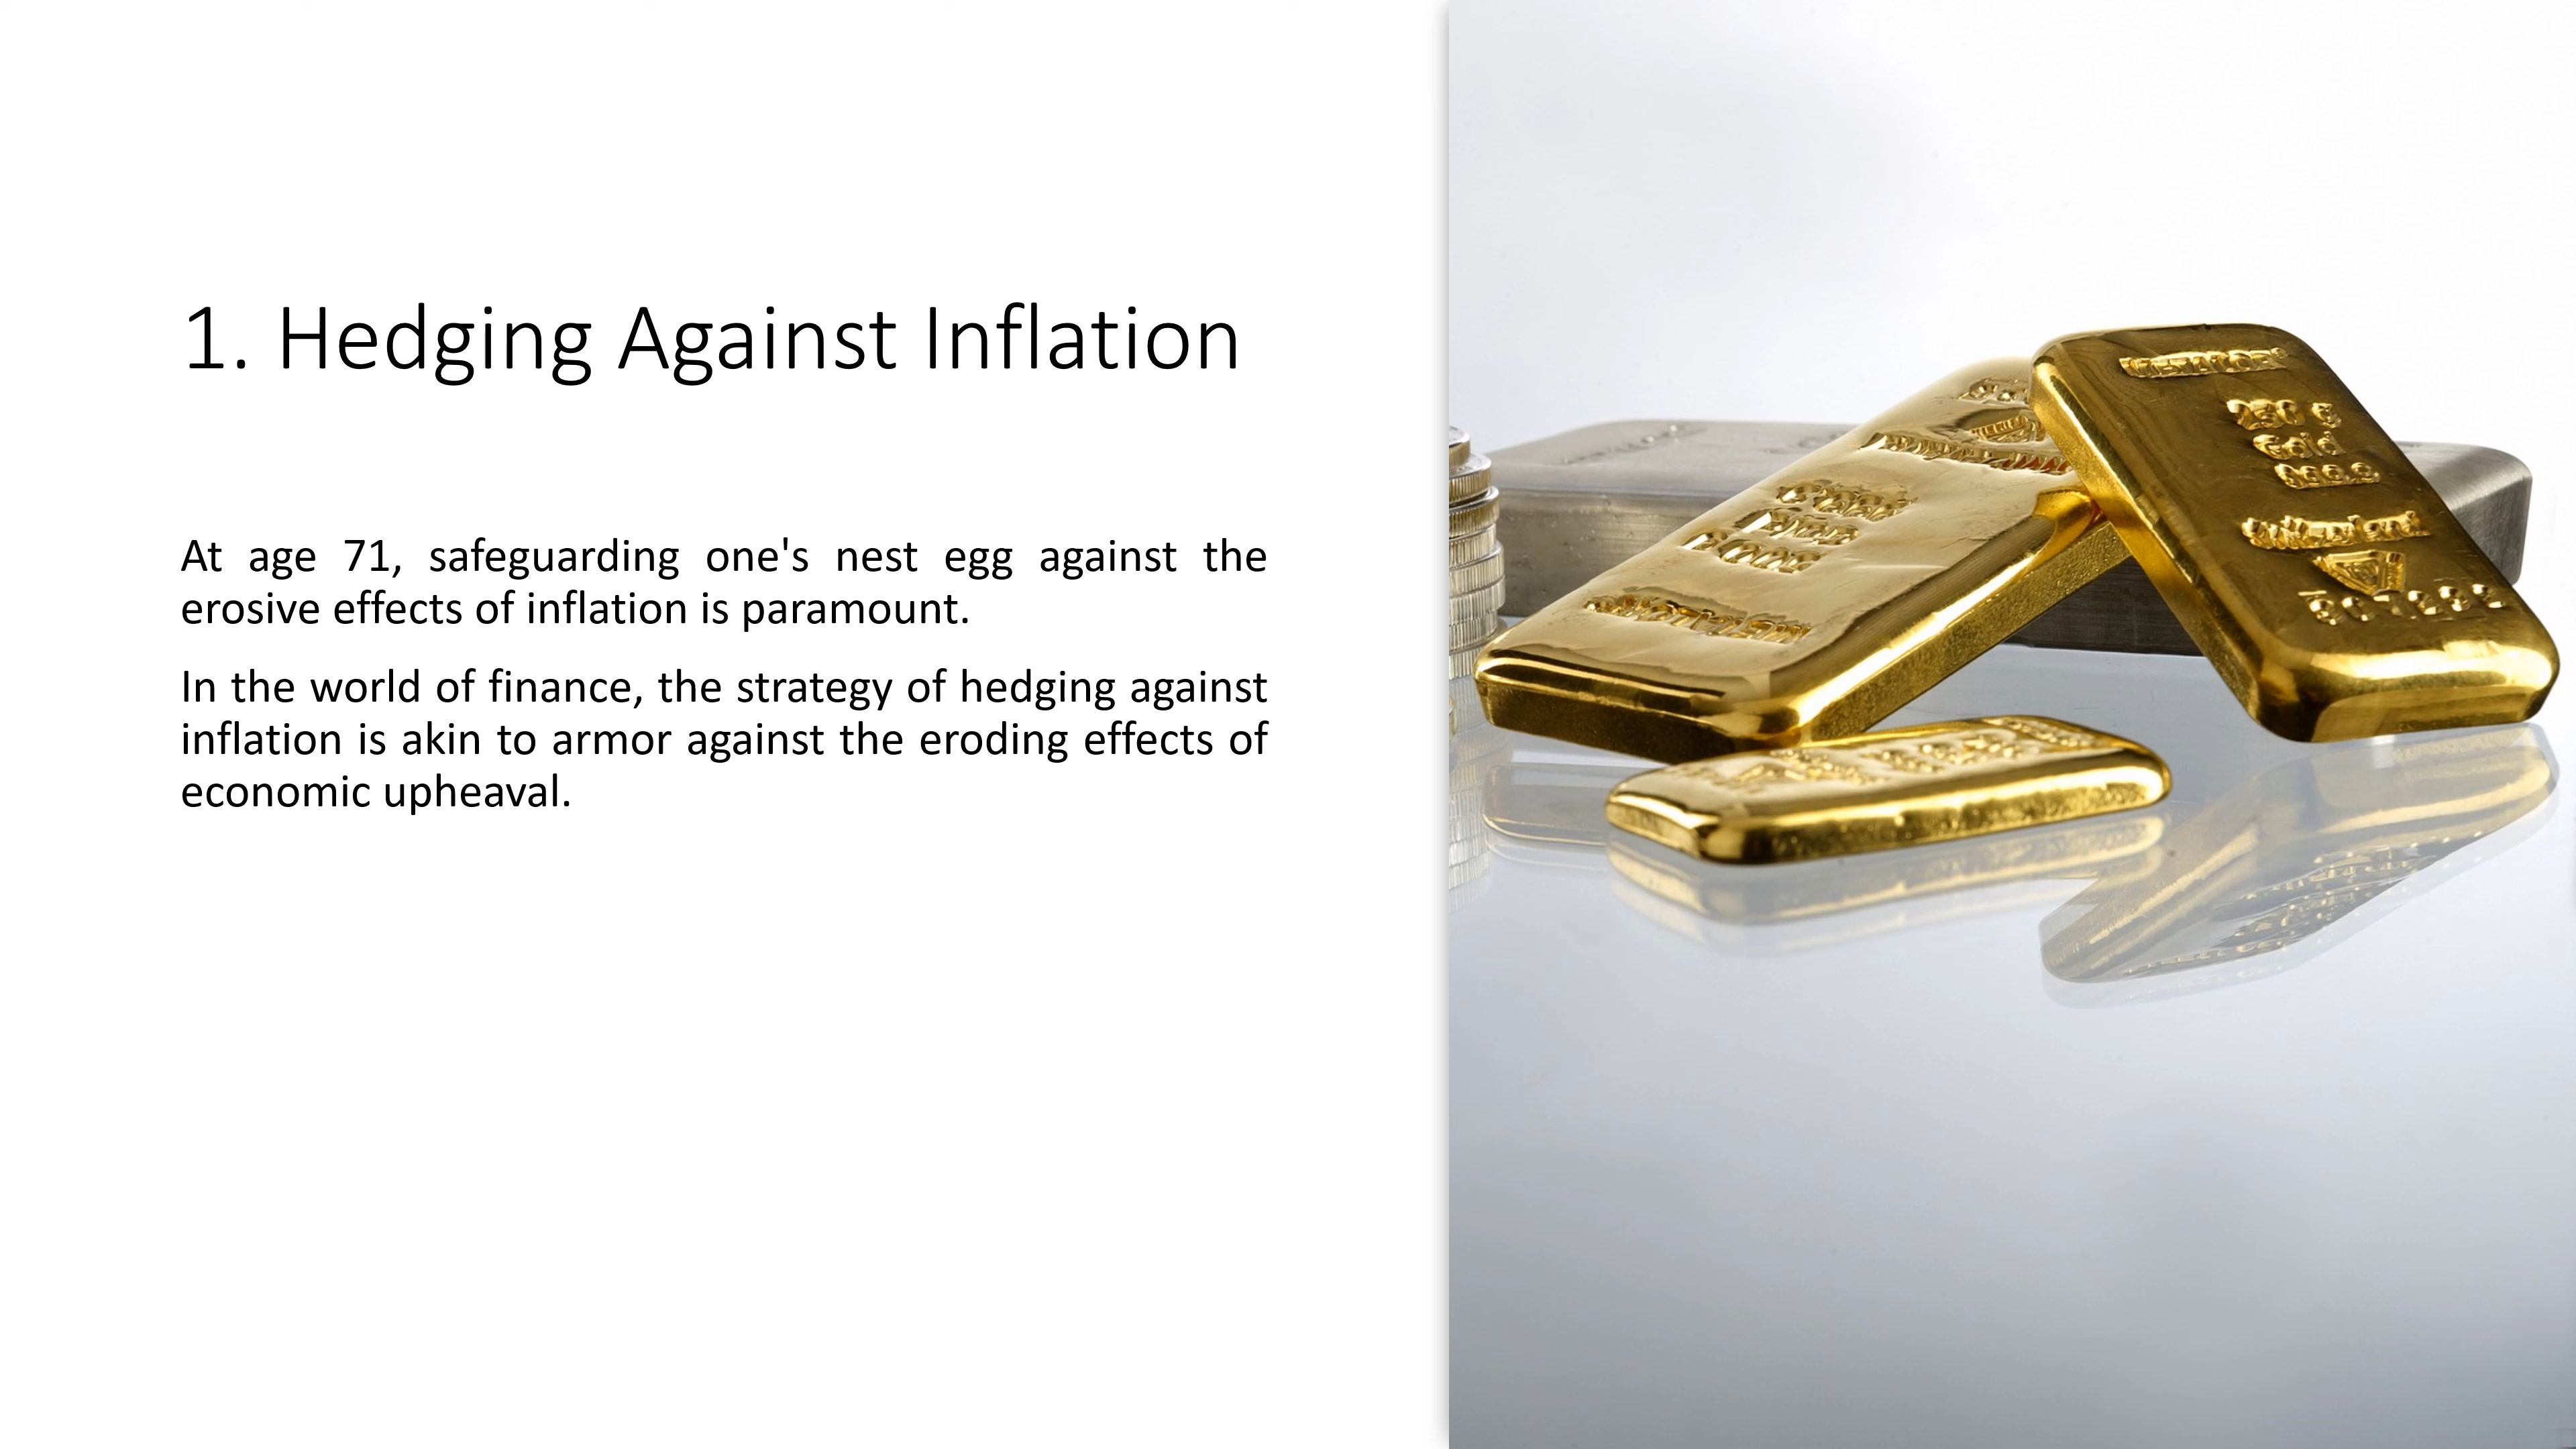 1. Hedging Against Inflation
At age 71, safeguarding one's nest egg against the
erosive effects of inflation is paramount.
In the world of finance, the strategy of hedging against
inflation is akin to armor against the eroding effects of
economic upheaval.
250 g
Gold
999.9